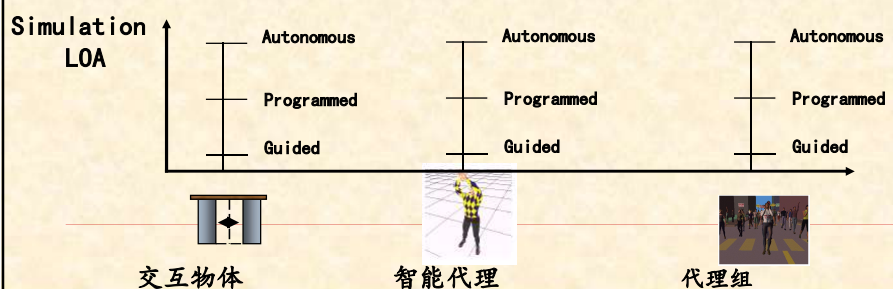 Simulation
LOA
Autonomous
Programmed
Guided
Autonomous
Programmed
Guided
Autonomous
Programmed
Guided
交互物体
智能代理
代理组